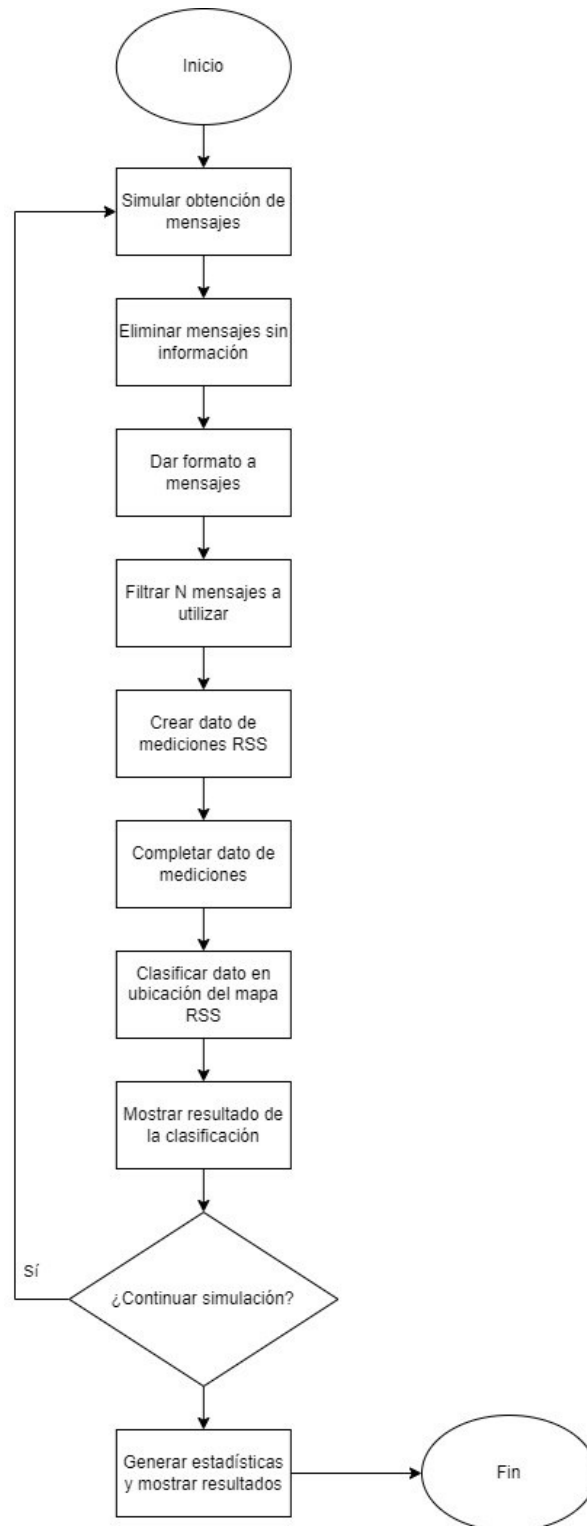 Inicio
Simular obtención de
mensajes
Eliminar mensajes sin
información
Dar formato a
mensajes
Filtrar N mensajes a
utilizar
Crear dato de
mediciones RSS
Completar dato de
mediciones
Clasificar dato en
ubicación del mapa
RSS
Mostrar resultado de
la clasificación
Sí
¿Continuar simulación?
Generar estadísticas
y mostrar resultados
Fin